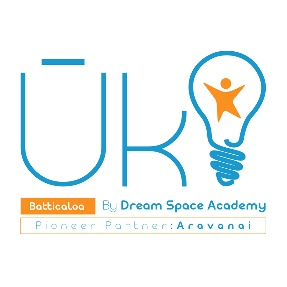 Ūk
Batticaloa By Dream Space Academy
Pioneer Partner: Aravanai